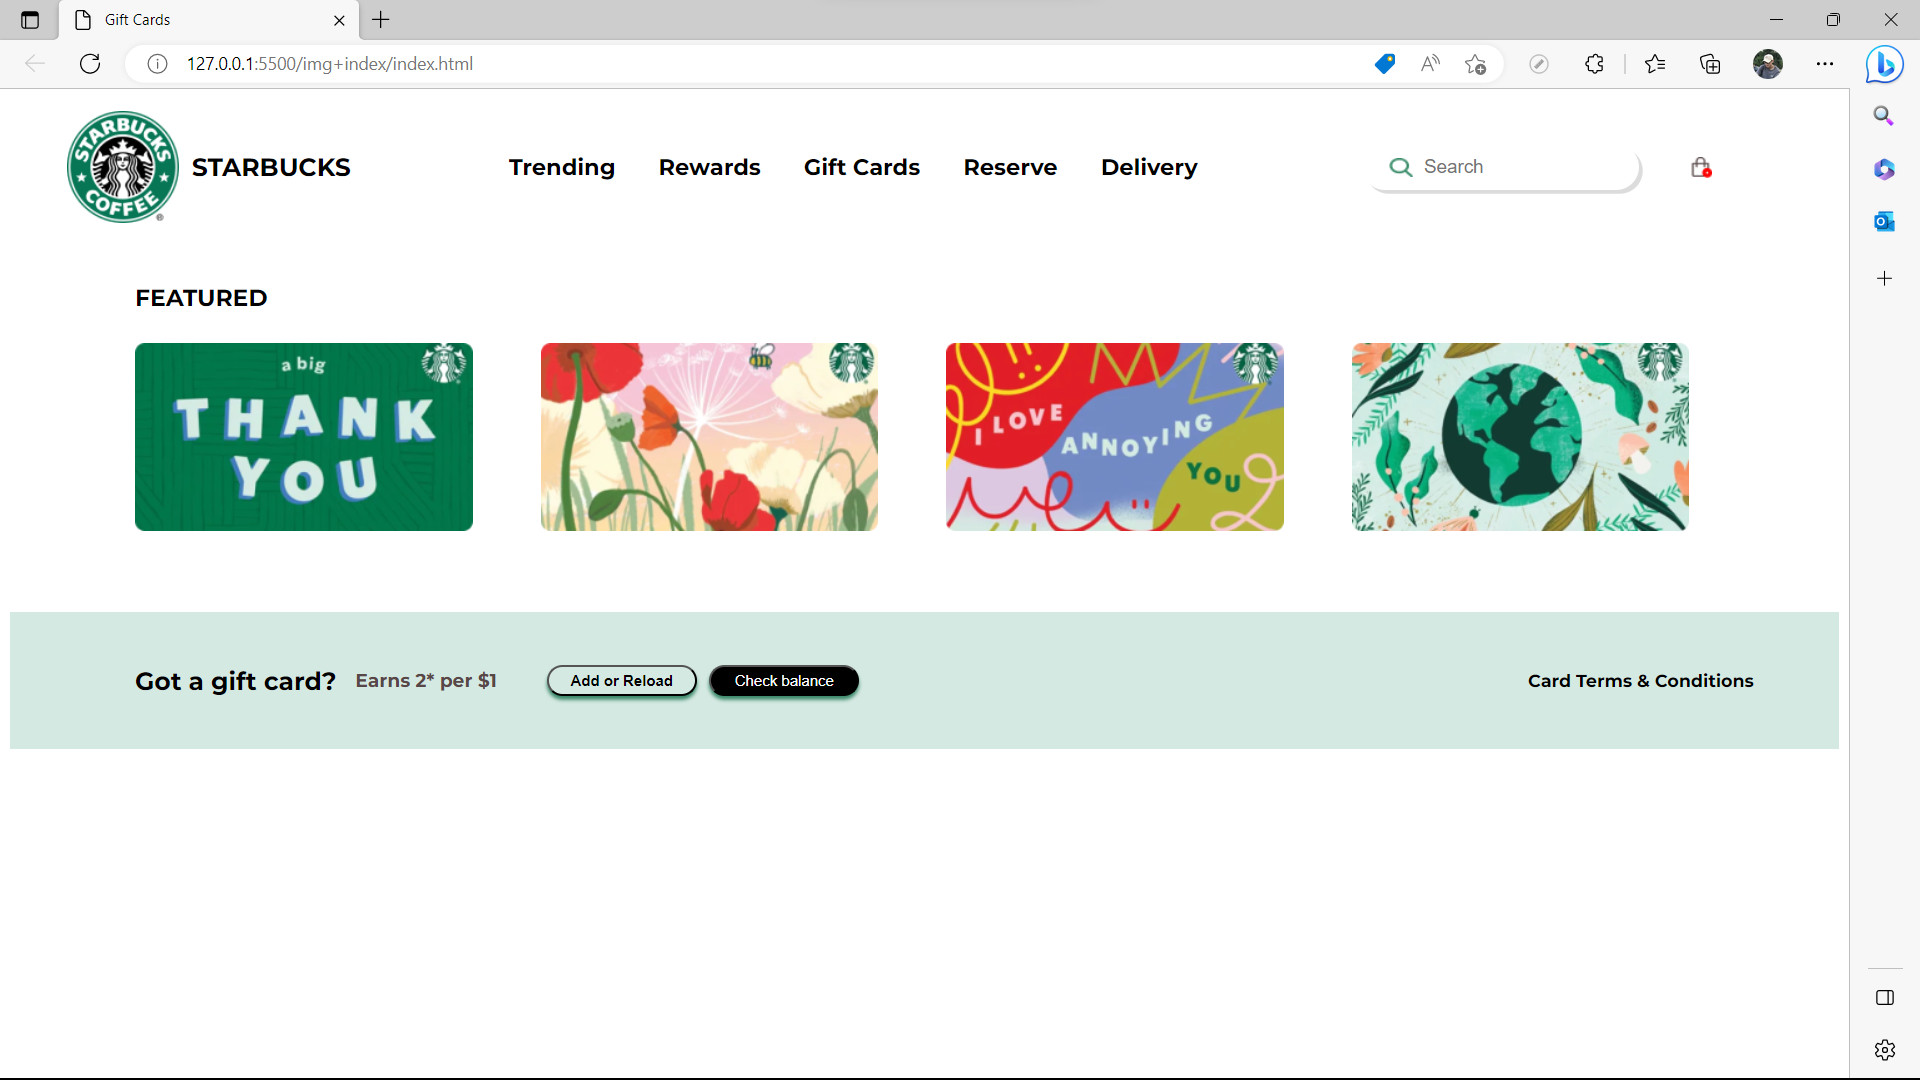 Gift Cards
127.0.0.1:5500/img+index/index.html
STARBUCKS
COFFEE
®
STARBUCKS
Trending
Rewards
Gift Cards
Reserve
Delivery
Search
FEATURED
a big
THANK
YOU
I LOVE
ANNOYING
YOU
Got a gift card?
Earns 2* per $1
Add or Reload
Check balance
Card Terms & Conditions